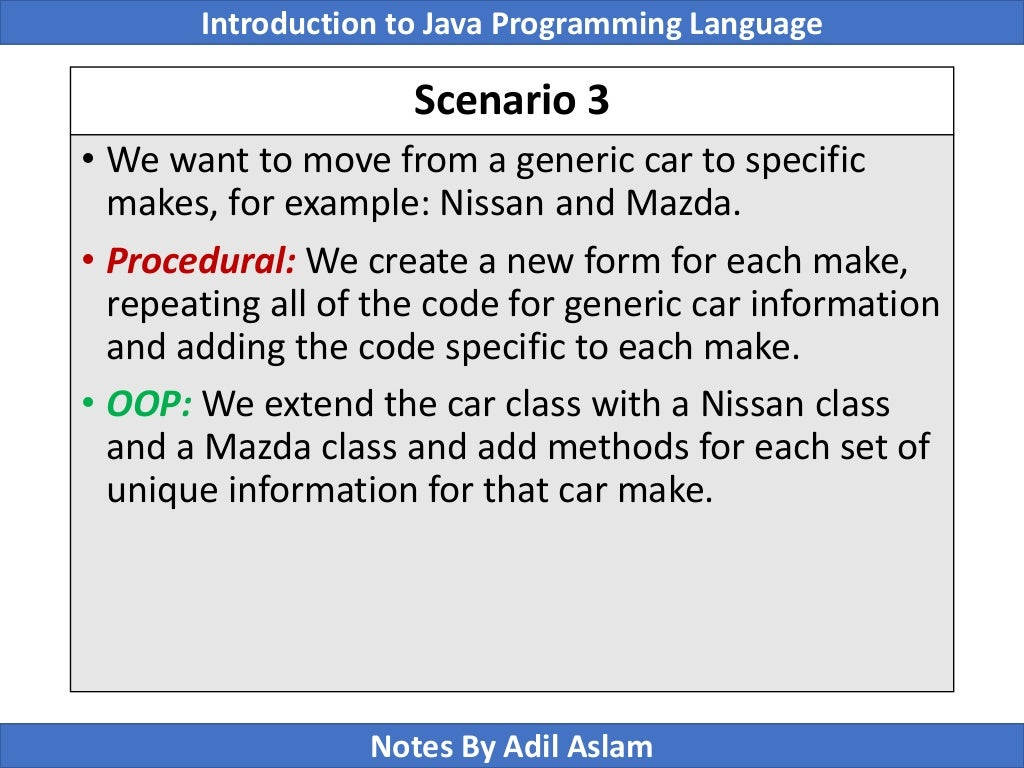 Introduction to Java Programming Language
Scenario 3
• We want to move from a generic car to specific
makes, for example: Nissan and Mazda.
• Procedural: We create a new form for each make,
repeating all of the code for generic car information
and adding the code specific to each make.
• OOP: We extend the car class with a Nissan class
and a Mazda class and add methods for each set of
unique information for that car make.
Notes By Adil Aslam